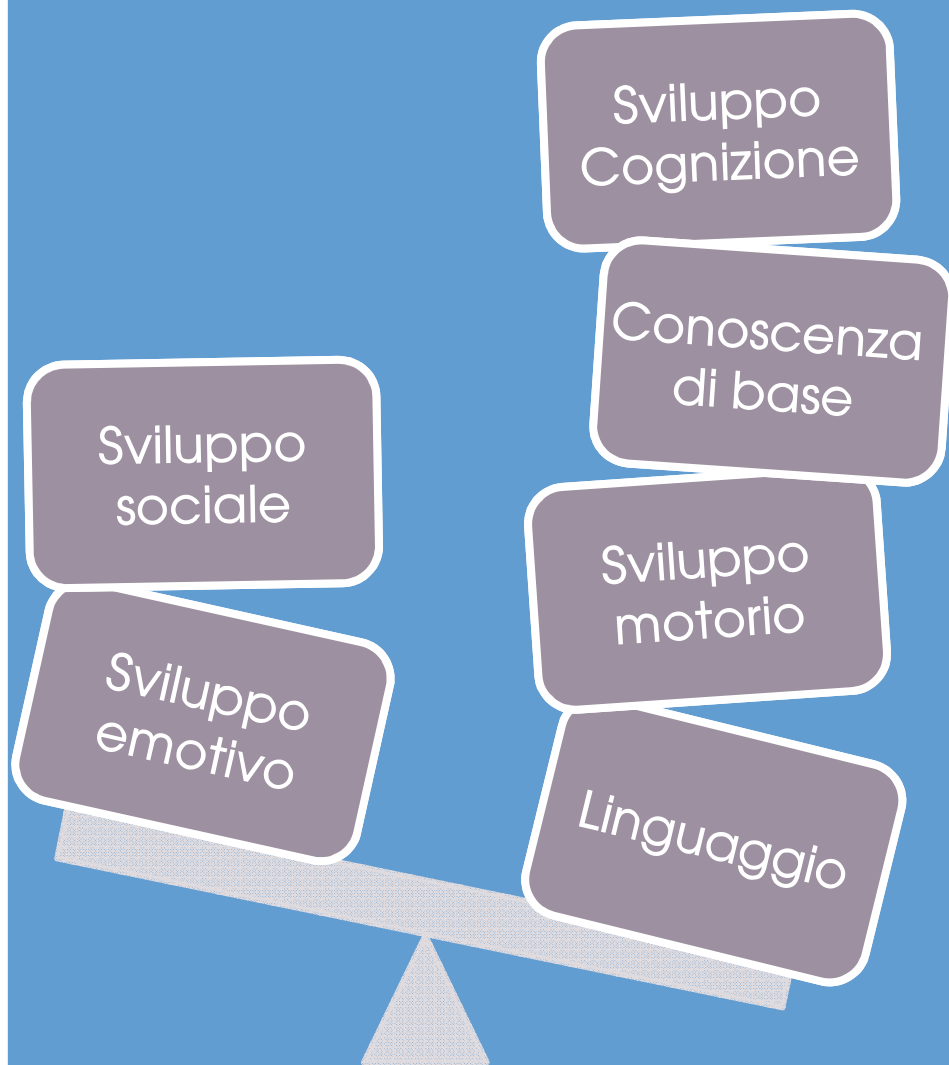 Sviluppo
Cognizione
Conoscenza
di base
Sviluppo
sociale
Sviluppo
motorio
Sviluppo
emotivo
Linguaggio